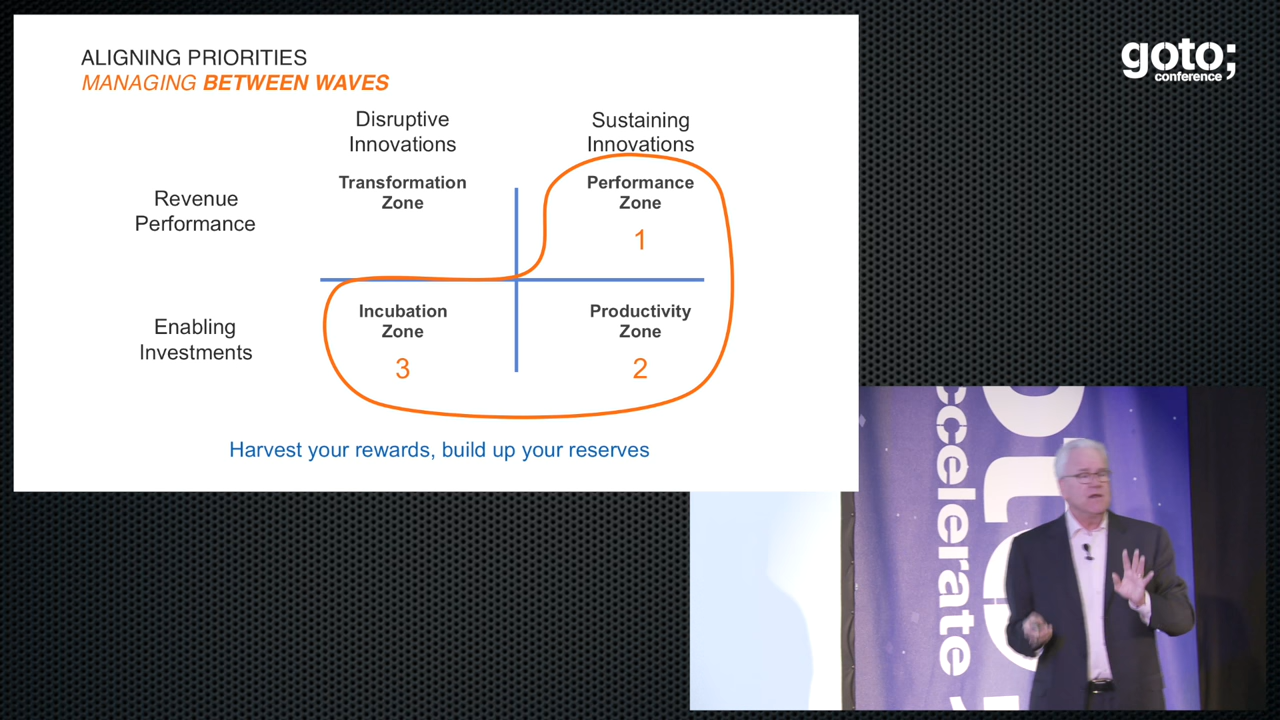 ALIGNING PRIORITIES
MANAGING BETWEEN WAVES
Disruptive
Innovations
Sustaining
Innovations
Revenue
Performance
Transformation
Zone
Performance
Zone
1
Enabling
Investments
Incubation
Zone
3
Productivity
Zone
2
Harvest your rewards, build up your reserves
goto;
conference
ccelerate